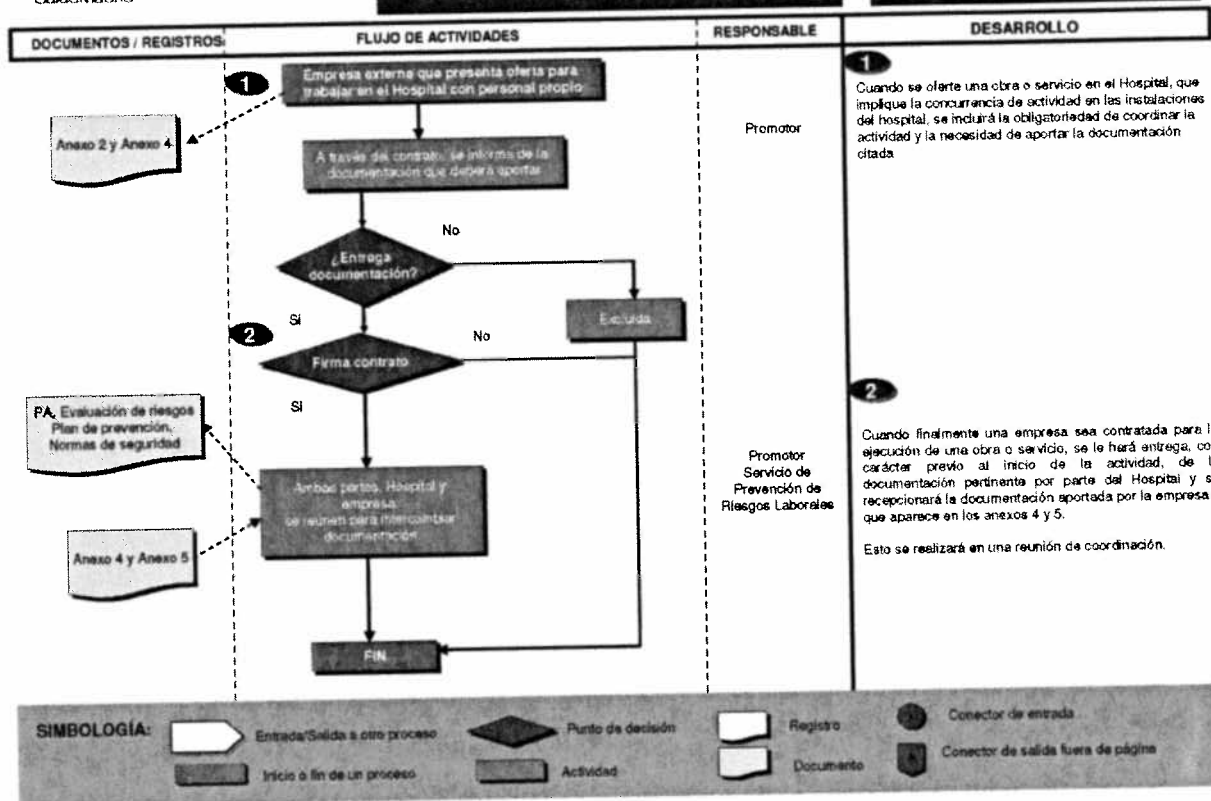 DOCUMENTOS / REGISTROS
FLUJO DE ACTIVIDADES
RESPONSABLE
DESARROLLO
1
Empresa externa que presenta oferta para
trabajar en el Hospital con personal propio
Anexo 2 y Anexo 4
A través del contrato, se informa de la
documentación que deberá aportar
¿Entrega
documentación?
No
Excluida
Si
2
Firma contrato
No
Si
PA. Evaluación de riesgos
Plan de prevención.
Normas de seguridad
Ambas partes, Hospital y
empresa
se reúnen para intercambiar
documentación
Anexo 4 y Anexo 5
FIN
Promotor
Promotor
Servicio de
Prevención de
Riesgos Laborales
1
Cuando se oferte una obra o servicio en el Hospital, que
implique la concurrencia de actividad en las instalaciones
del hospital, se incluirá la obligatoriedad de coordinar la
actividad y la necesidad de aportar la documentación
citada
2
Cuando finalmente una empresa sea contratada para l
ejecución de una obra o servicio, se le hará entrega, co
carácter previo al inicio de la actividad, de l
documentación pertinente por parte del Hospital y s
recepcionará la documentación aportada por la empresa
que aparece en los anexos 4 y 5.
Esto se realizará en una reunión de coordinación.
SIMBOLOGÍA:
Entrada/Salida a otro proceso
Punto de decisión
Registro
Conector de entrada
Inicio o fin de un proceso
Actividad
Documento
Conector de salida fuera de página